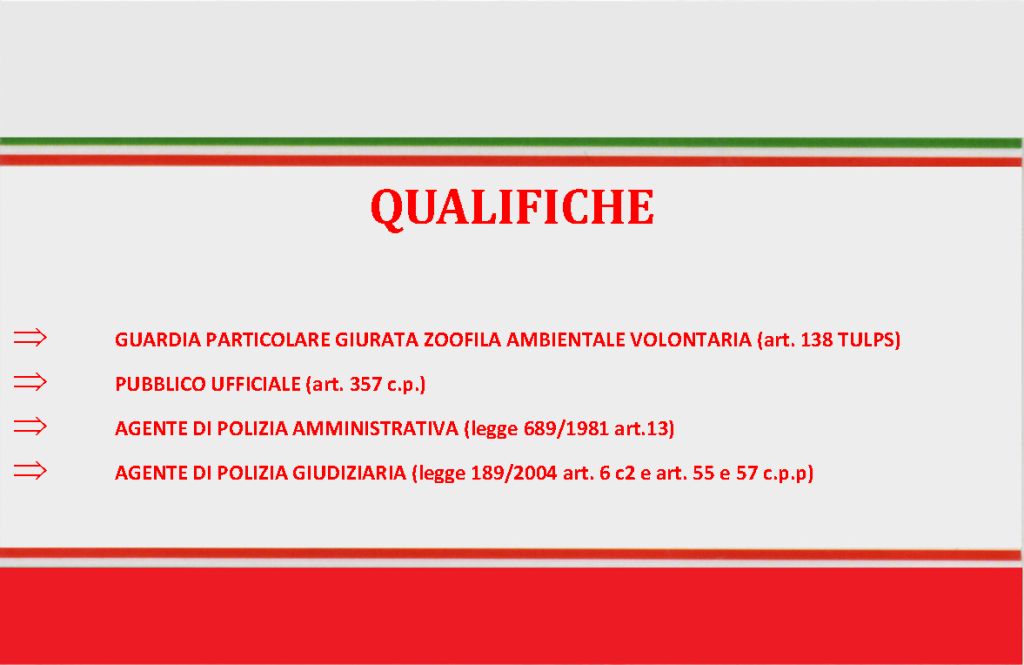 QUALIFICHE
⇒ GUARDIA PARTICOLARE GIURATA ZOOFILA AMBIENTALE VOLONTARIA (art. 138 TULPS)
⇒ PUBBLICO UFFICIALE (art. 357 c.p.)
⇒ AGENTE DI POLIZIA AMMINISTRATIVA (legge 689/1981 art.13)
⇒ AGENTE DI POLIZIA GIUDIZIARIA (legge 189/2004 art. 6 c2 e art. 55 e 57 c.p.p)